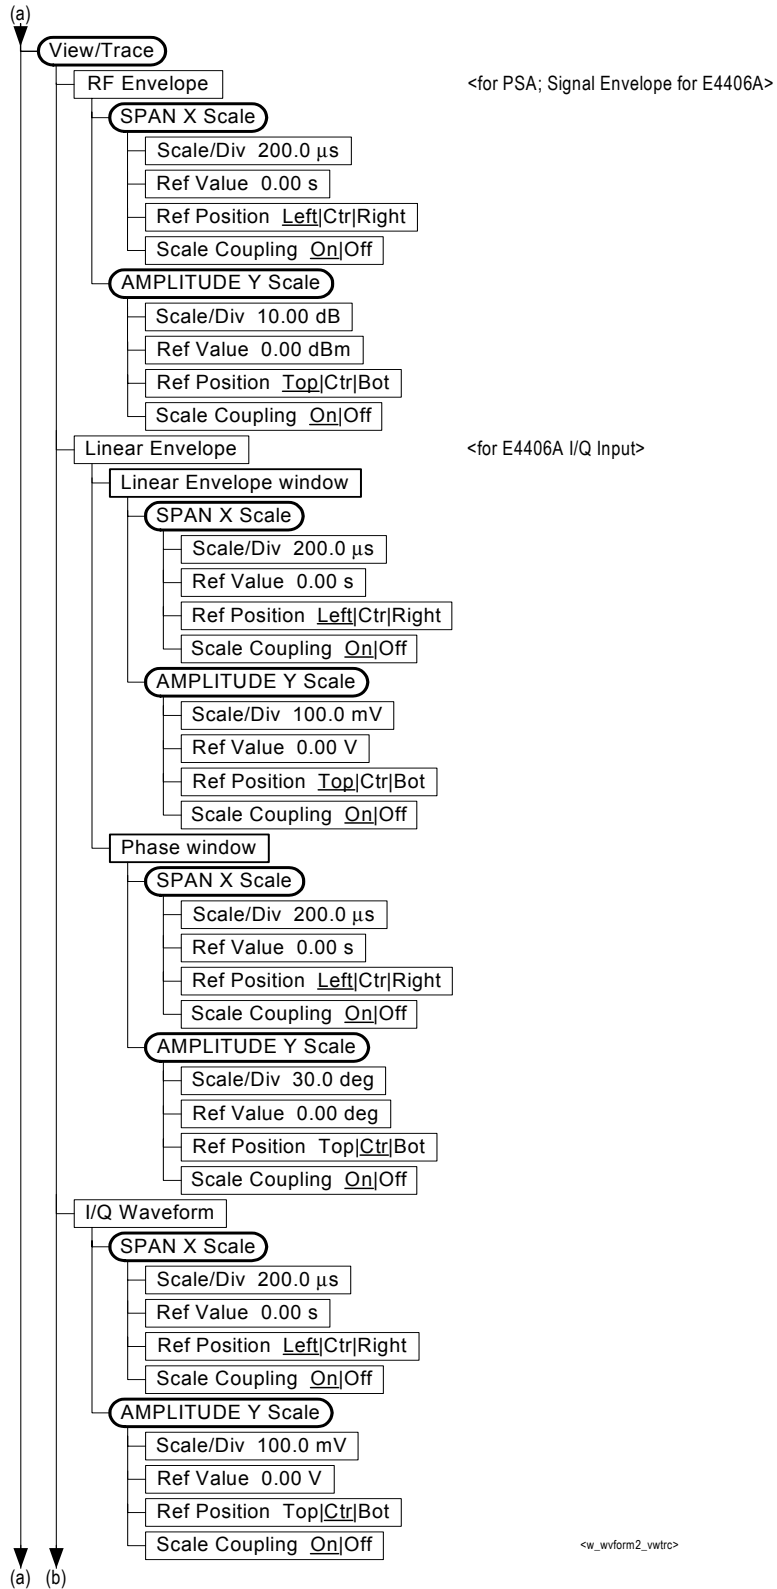 (a)
View/Trace
RF Envelope <for PSA; Signal Envelope for E4406A>
SPAN X Scale
Scale/Div 200.0 μs
Ref Value 0.00 s
Ref Position Left|Ctr|Right
Scale Coupling On|Off
AMPLITUDE Y Scale
Scale/Div 10.00 dB
Ref Value 0.00 dBm
Ref Position Top|Ctr|Bot
Scale Coupling On|Off
Linear Envelope <for E4406A I/Q Input>
Linear Envelope window
SPAN X Scale
Scale/Div 200.0 μs
Ref Value 0.00 s
Ref Position Left|Ctr|Right
Scale Coupling On|Off
AMPLITUDE Y Scale
Scale/Div 100.0 mV
Ref Value 0.00 V
Ref Position Top|Ctr|Bot
Scale Coupling On|Off
Phase window
SPAN X Scale
Scale/Div 200.0 μs
Ref Value 0.00 s
Ref Position Left|Ctr|Right
Scale Coupling On|Off
AMPLITUDE Y Scale
Scale/Div 30.0 deg
Ref Value 0.00 deg
Ref Position Top|Ctr|Bot
Scale Coupling On|Off
I/Q Waveform
SPAN X Scale
Scale/Div 200.0 μs
Ref Value 0.00 s
Ref Position Left|Ctr|Right
Scale Coupling On|Off
AMPLITUDE Y Scale
Scale/Div 100.0 mV
Ref Value 0.00 V
Ref Position Top|Ctr|Bot
Scale Coupling On|Off <w_wvform2_vwtrc>
(a) (b)